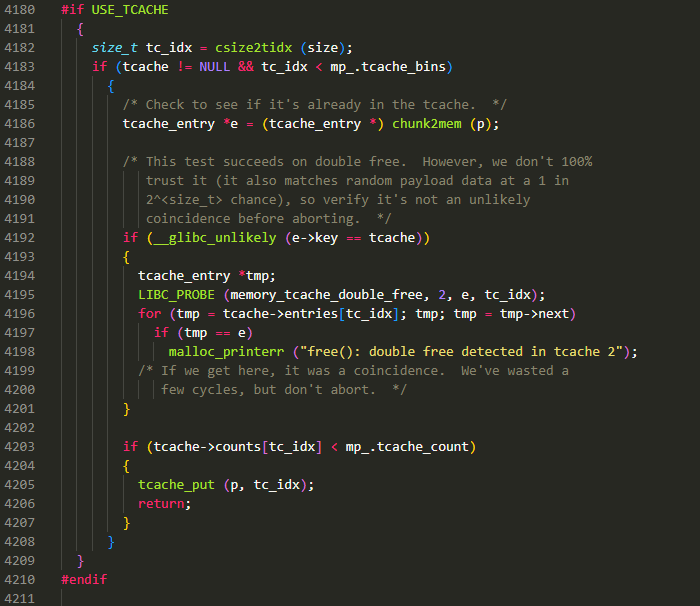 4180 #if USE_TCACHE
4181 {
4182 size_t tc_idx = csize2tidx (size);
4183 if (tcache != NULL && tc_idx < mp_.tcache_bins)
4184 {
4185 /* Check to see if it's already in the tcache.  */
4186 tcache_entry *e = (tcache_entry *) chunk2mem (p);
4187
4188 /* This test succeeds on double free.  However, we don't 100%
4189 trust it (it also matches random payload data at a 1 in
4190 2^<size_t> chance), so verify it's not an unlikely
4191 coincidence before aborting.  */
4192 if (__glibc_unlikely (e->key == tcache))
4193 {
4194 tcache_entry *tmp;
4195 LIBC_PROBE (memory_tcache_double_free, 2, e, tc_idx);
4196 for (tmp = tcache->entries[tc_idx]; tmp; tmp = tmp->next)
4197 if (tmp == e)
4198 malloc_printerr ("free(): double free detected in tcache 2");
4199 /* If we get here, it was a coincidence.  We've wasted a
4200 few cycles, but don't abort.  */
4201 }
4202
4203 if (tcache->counts[tc_idx] < mp_.tcache_count)
4204 {
4205 tcache_put (p, tc_idx);
4206 return;
4207 }
4208 }
4209 }
4210 #endif
4211